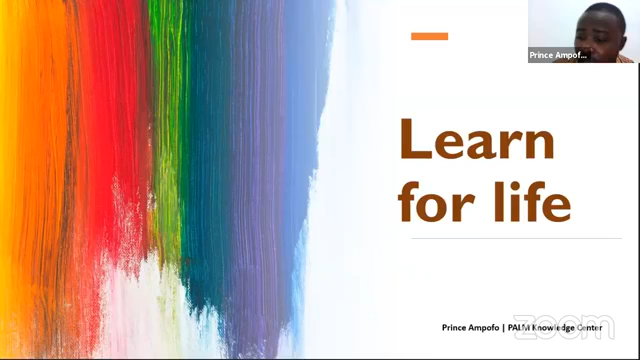 Prince Ampof...
Learn
for life
Prince Ampofo | PALM Knowledge Center
zoom